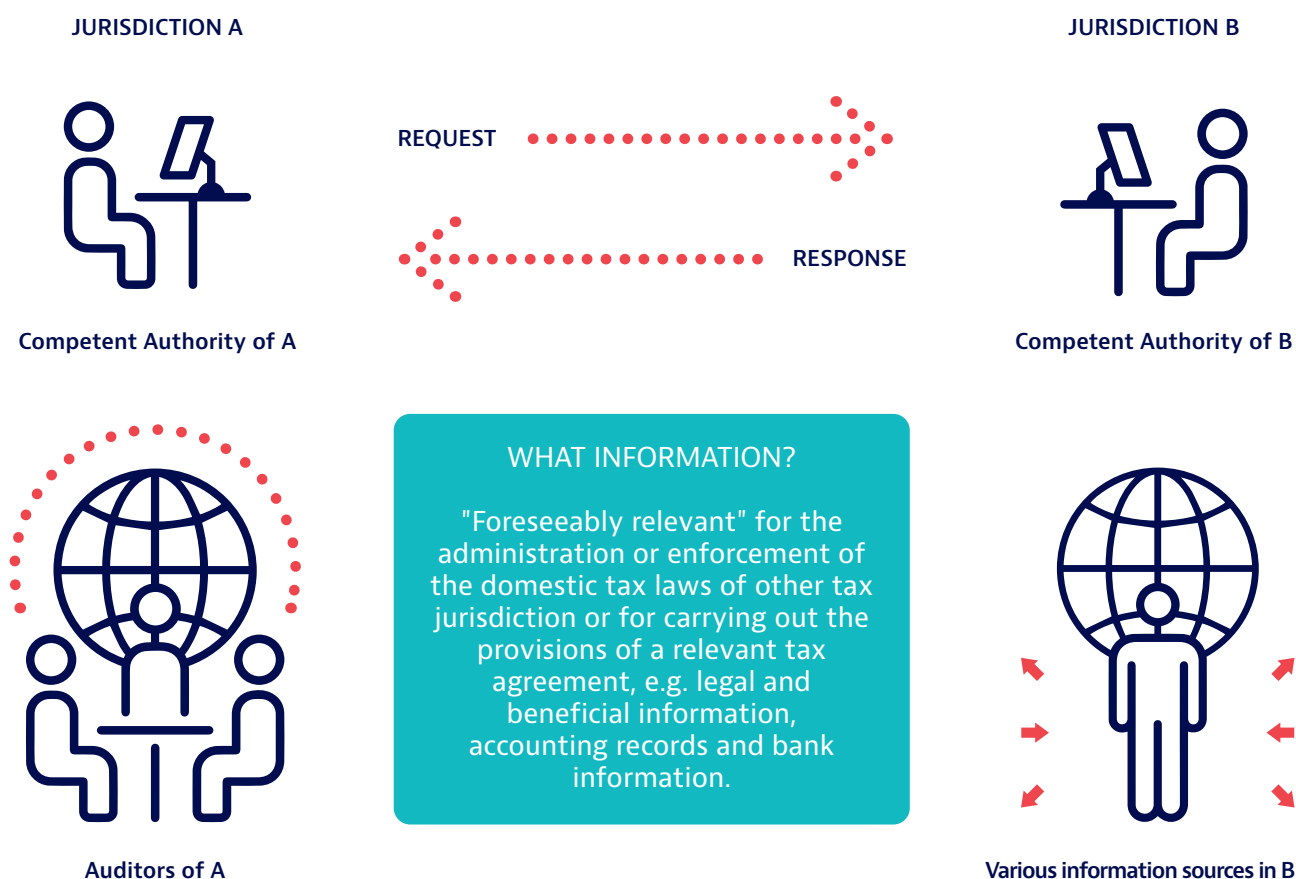 JURISDICTION A
JURISDICTION B
REQUEST
RESPONSE
Competent Authority of A
Competent Authority of B
WHAT INFORMATION?
"Foreseeably relevant" for the
administration or enforcement of
the domestic tax laws of other tax
jurisdiction or for carrying out the
provisions of a relevant tax
agreement, e.g. legal and
beneficial information,
accounting records and bank
information.
Auditors of A
Various information sources in B